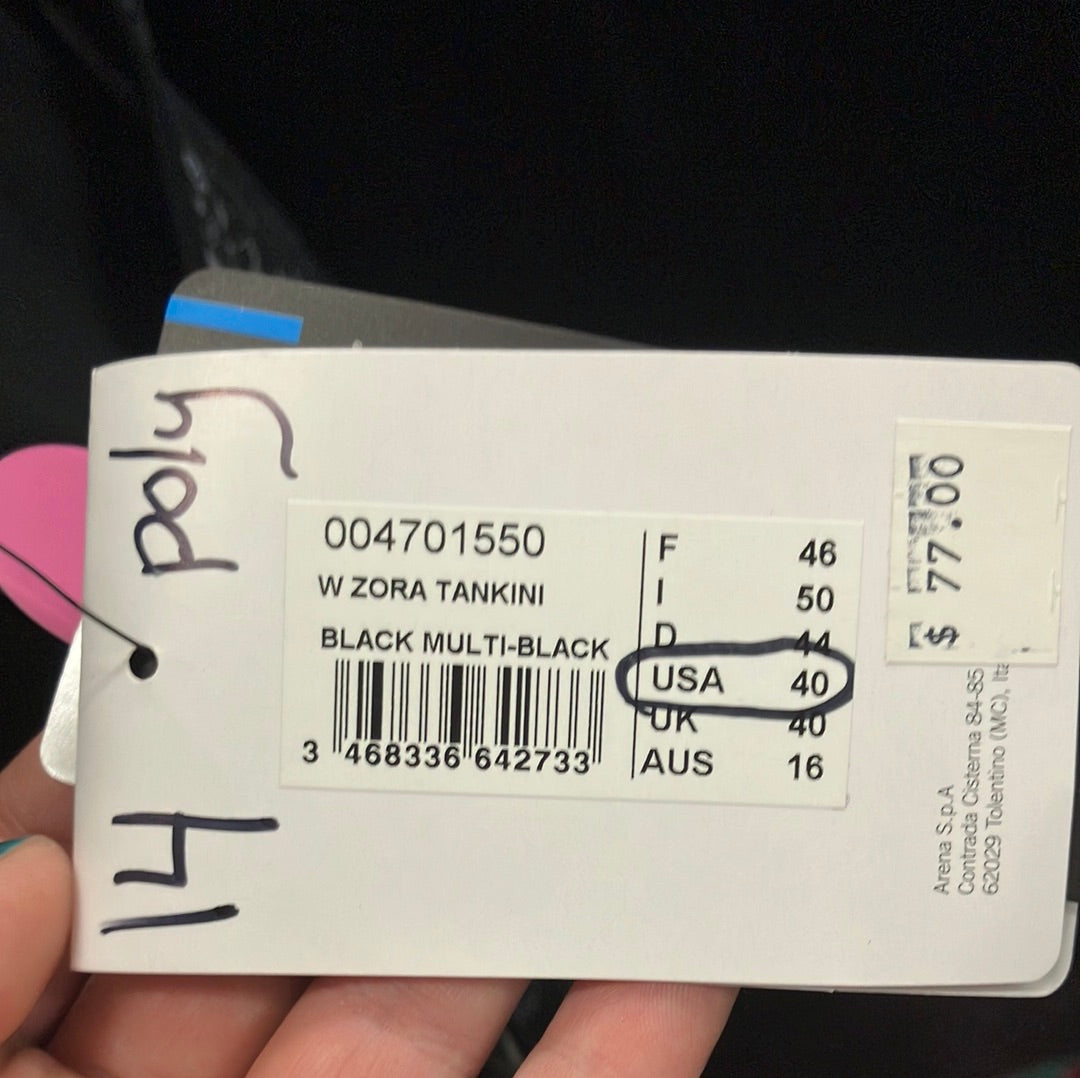 poly
14
004701550
W ZORA TANKINI
BLACK MULTI-BLACK
3 468336 642733
F 46
I 50
D 44
USA 40
UK 40
AUS 16
$ 77.00
Arena S.p.A
Contrada Cisterna 84-85
62029 Tolentino (MC),